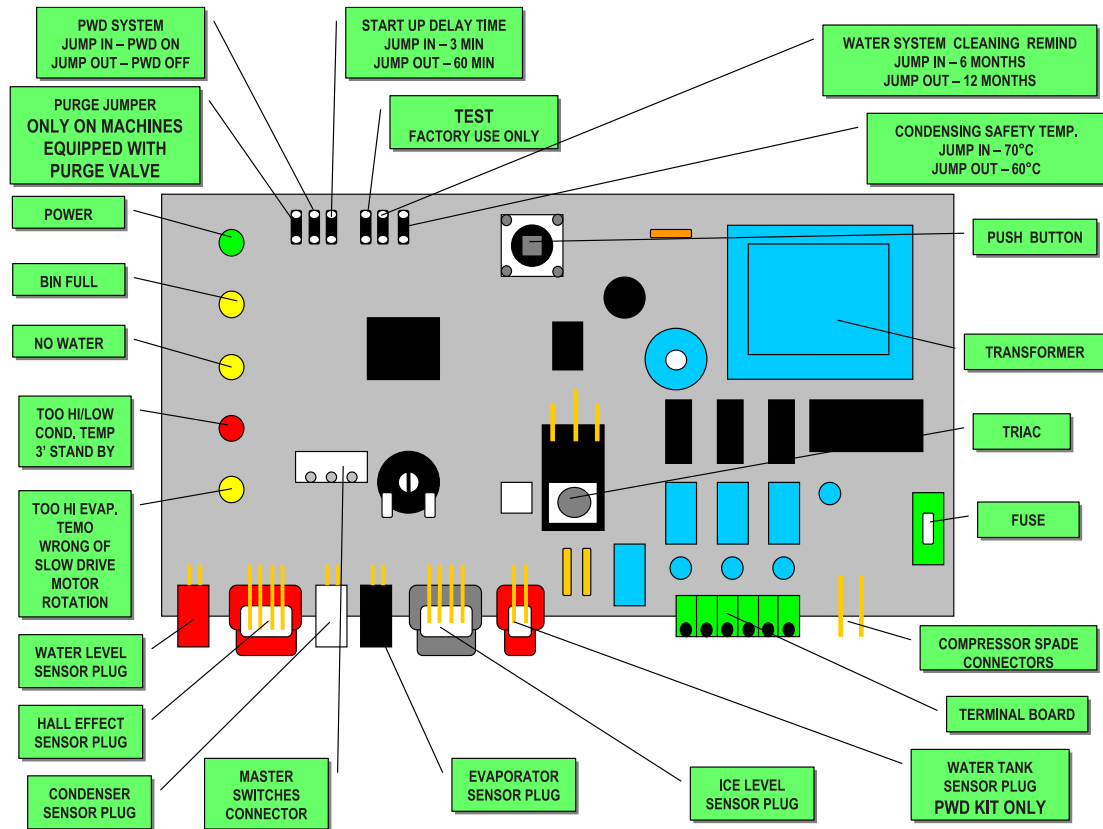 PWD SYSTEM
JUMP IN – PWD ON
JUMP OUT – PWD OFF
START UP DELAY TIME
JUMP IN – 3 MIN
JUMP OUT – 60 MIN
WATER SYSTEM CLEANING REMIND
JUMP IN – 6 MONTHS
JUMP OUT – 12 MONTHS
PURGE JUMPER
ONLY ON MACHINES
EQUIPPED WITH
PURGE VALVE
TEST
FACTORY USE ONLY
CONDENSING SAFETY TEMP.
JUMP IN – 70°C
JUMP OUT – 60°C
POWER
PUSH BUTTON
BIN FULL
NO WATER
TRANSFORMER
TOO HI/LOW
COND. TEMP
3' STAND BY
TRIAC
TOO HI EVAP.
TEMO
WRONG OF
SLOW DRIVE
MOTOR
ROTATION
FUSE
WATER LEVEL
SENSOR PLUG
COMPRESSOR SPADE
CONNECTORS
HALL EFFECT
SENSOR PLUG
TERMINAL BOARD
CONDENSER
SENSOR PLUG
MASTER
SWITCHES
CONNECTOR
EVAPORATOR
SENSOR PLUG
ICE LEVEL
SENSOR PLUG
WATER TANK
SENSOR PLUG
PWD KIT ONLY